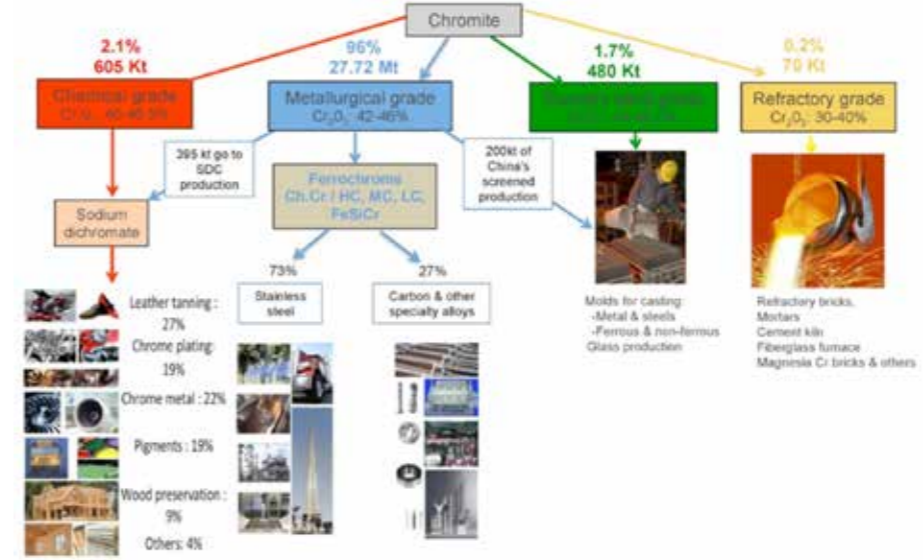 Chromite
2.1%
605 Kt
96%
27.72 Mt
1.7%
480 Kt
0.2%
70 Kt
Chemical grade
Metallurgical grade
Cr₂O₃: 42-46%
grade
Refractory grade
Cr₂O₃: 30-40%
395 kt go to
SDC
production
200kt of
China's
screened
production
Ferrochrome
Ch.Cr / HC, MC, LC,
FeSiCr
Sodium
dichromate
73%
27%
Stainless
steel
Carbon & other
specialty alloys
Leather tanning :
27%
Chrome plating:
19%
Chrome metal : 22%
Pigments : 19%
Wood preservation :
9%
Others: 4%
Molds for casting:
-Metal & steels
-Ferrous & non-ferrous
Glass production
Refractory bricks,
Mortars
Cement kiln
Fiberglass furnace
Magnesia Cr bricks & others